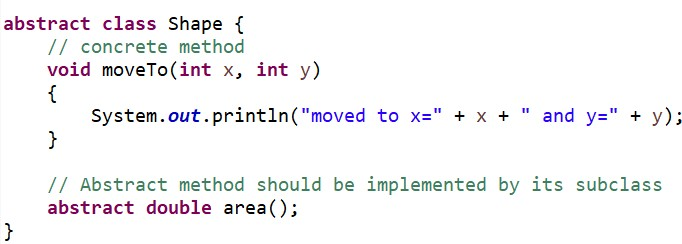 abstract class Shape {
    // concrete method
    void moveTo(int x, int y)
    {
        System.out.println("moved to x=" + x + " and y=" + y);
    }

    // Abstract method should be implemented by its subclass
    abstract double area();
}